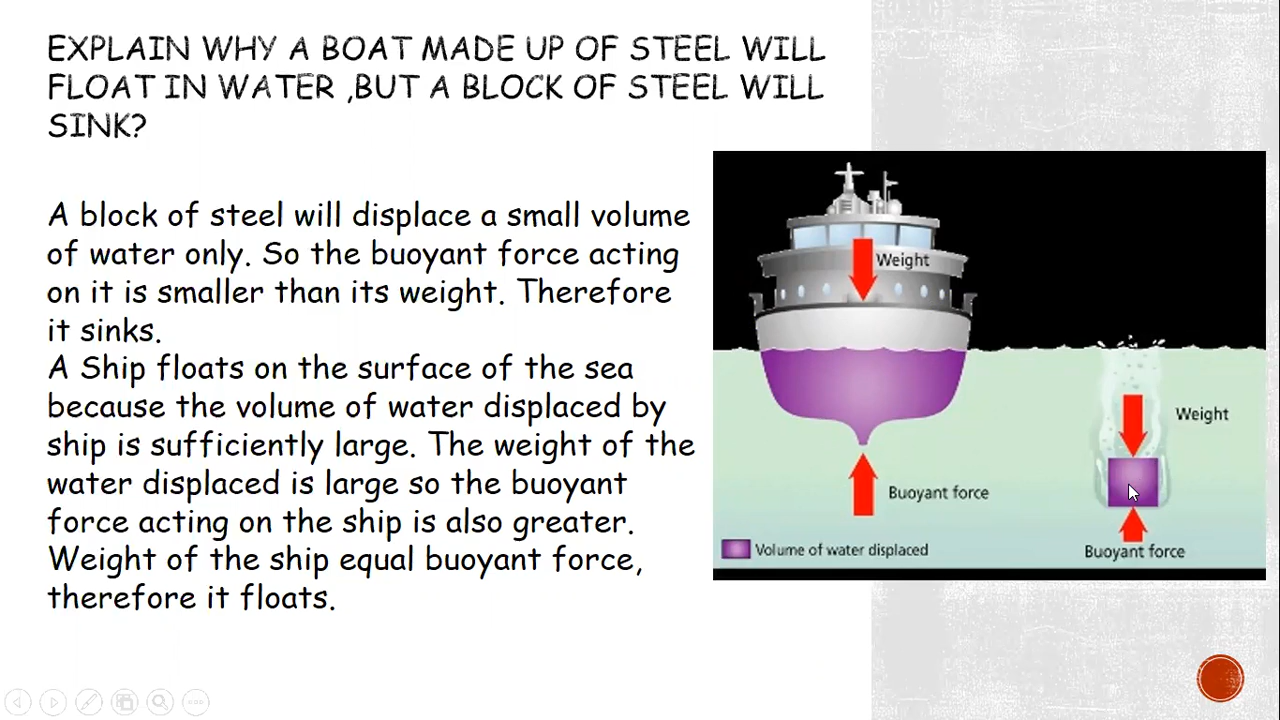 EXPLAIN WHY A BOAT MADE UP OF STEEL WILL
FLOAT IN WATER ,BUT A BLOCK OF STEEL WILL
SINK?
A block of steel will displace a small volume
of water only. So the buoyant force acting
on it is smaller than its weight. Therefore
it sinks.
A Ship floats on the surface of the sea
because the volume of water displaced by
ship is sufficiently large. The weight of the
water displaced is large so the buoyant
force acting on the ship is also greater.
Weight of the ship equal buoyant force,
therefore it floats.
Weight
Weight
Buoyant force
Volume of water displaced
Buoyant force